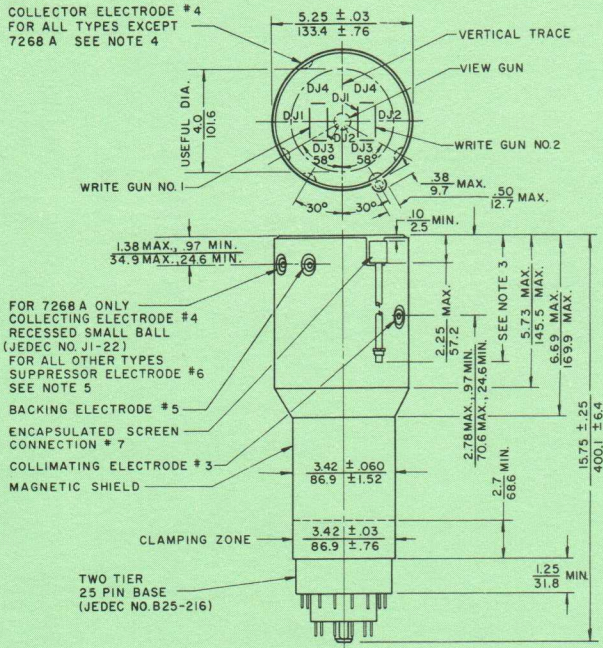 COLLECTOR ELECTRODE #4
FOR ALL TYPES EXCEPT
7268 A SEE NOTE 4
5.25 ± .03
133.4 ± .76
VERTICAL TRACE
VIEW GUN
USEFUL DIA.
4.0
101.6
DJ4 DJ4
DJ1
DJ1 DJ2
DJ2
DJ3 DJ3
58° 58°
WRITE GUN NO.2
WRITE GUN NO.1
30° 30°
.38 MAX.
9.7
.50 MAX.
12.7
.10 MIN.
2.5
1.38 MAX., .97 MIN.
34.9 MAX., 24.6 MIN.
FOR 7268 A ONLY
COLLECTING ELECTRODE #4
RECESSED SMALL BALL
(JEDEC NO. J1-22)
FOR ALL OTHER TYPES
SUPPRESSOR ELECTRODE #6
SEE NOTE 5
BACKING ELECTRODE #5
ENCAPSULATED SCREEN
CONNECTION #7
COLLIMATING ELECTRODE #3
MAGNETIC SHIELD
2.25 MAX.
57.2
SEE NOTE 3
5.73 MAX.
145.5 MAX.
6.69 MAX.
169.9 MAX.
2.78 MAX., .97 MIN.
70.6 MAX., 24.6 MIN.
15.75 ± .25
400.1 ± 6.4
3.42 ± .060
86.9 ± 1.52
2.7 MIN.
68.6
CLAMPING ZONE
3.42 ± .03
86.9 ± .76
TWO TIER
25 PIN BASE
(JEDEC NO. B25-216)
1.25 MIN.
31.8